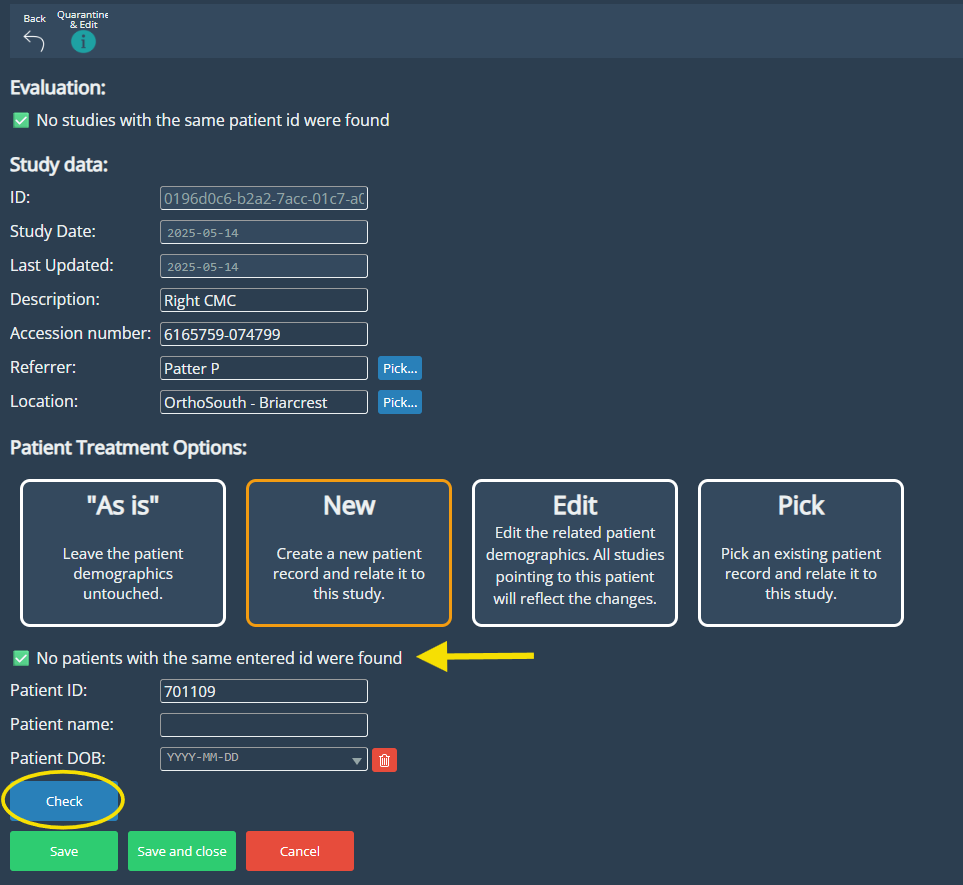 Back
Quarantine
& Edit
i
Evaluation:
No studies with the same patient id were found
Study data:
ID: 0196d0c6-b2a2-7acc-01c7-a0
Study Date: 2025-05-14
Last Updated: 2025-05-14
Description: Right CMC
Accession number: 6165759-074799
Referrer: Patter P Pick...
Location: OrthoSouth - Briarcrest Pick...
Patient Treatment Options:
"As is"
Leave the patient
demographics
untouched.
New
Create a new patient
record and relate it to
this study.
Edit
Edit the related patient
demographics. All studies
pointing to this patient
will reflect the changes.
Pick
Pick an existing patient
record and relate it to
this study.
No patients with the same entered id were found
Patient ID: 701109
Patient name:
Patient DOB: YYYY-MM-DD
Check
Save Save and close Cancel